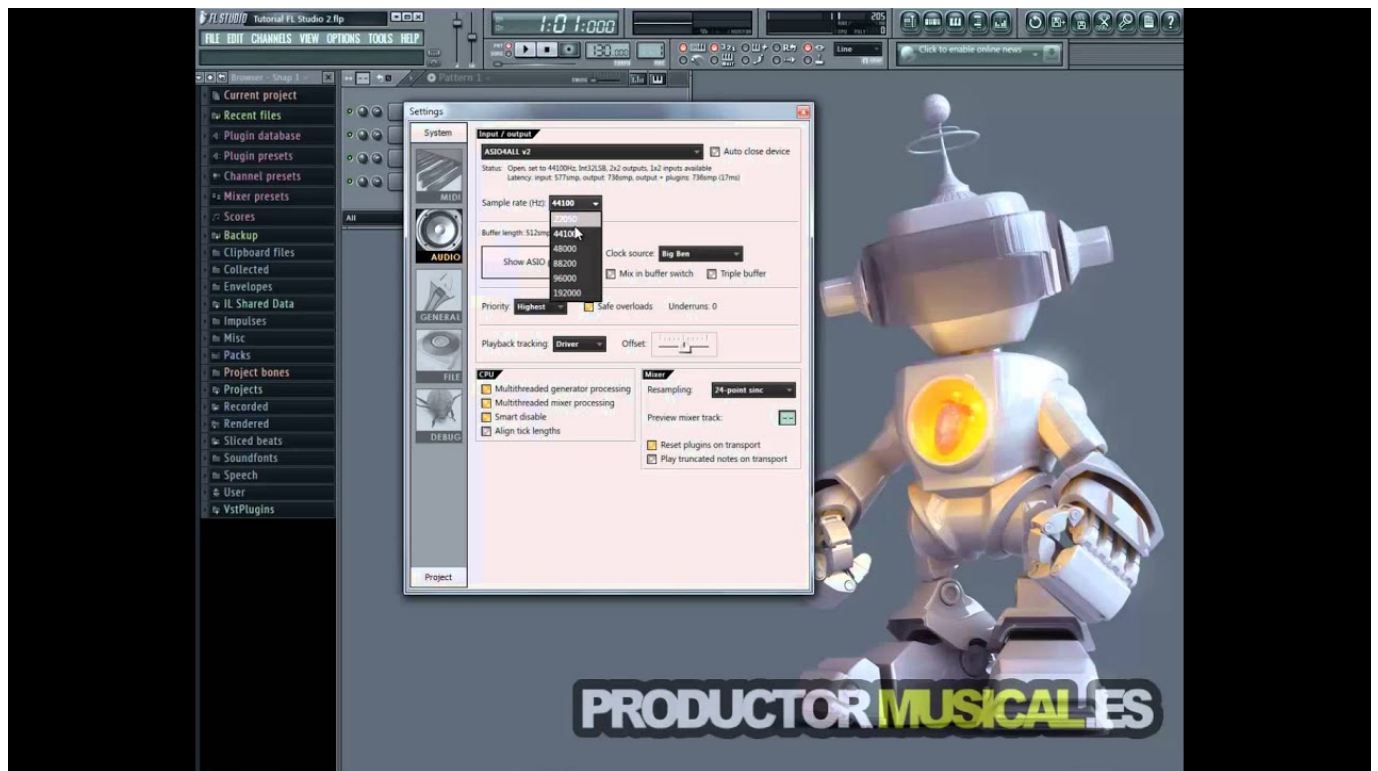 FL STUDIO Tutorial FL Studio 2.flp
FILE EDIT CHANNELS VIEW OPTIONS TOOLS HELP
1:01:000
205
Line
Click to enable online news
Browser - Snap 1
Pattern 1
Current project
Recent files
Plugin database
Plugin presets
Channel presets
Mixer presets
Scores
Backup
Clipboard files
Collected
Envelopes
IL Shared Data
Impulses
Misc
Packs
Project bones
Projects
Recorded
Rendered
Sliced beats
Soundfonts
Speech
User
VstPlugins
All
Settings
System
MIDI
AUDIO
GENERAL
FILE
DEBUG
Project
Input / output
ASIO4ALL v2
Auto close device
Status: Open, set to 44100Hz, Int32LSB, 2x2 outputs, 1x2 inputs available
Latency: input: 577smp, output: 736smp, output + plugins: 736smp (17ms)
Sample rate (Hz): 44100
22050
44100
48000
88200
96000
192000
Buffer length: 512smp
Show ASIO
Clock source: Big Ben
Mix in buffer switch
Triple buffer
Priority: Highest
Safe overloads
Underruns: 0
Playback tracking: Driver
Offset:
CPU
Multithreaded generator processing
Multithreaded mixer processing
Smart disable
Align tick lengths
Mixer
Resampling: 24-point sinc
Preview mixer track: --
Reset plugins on transport
Play truncated notes on transport
PRODUCTORMUSICAL.ES